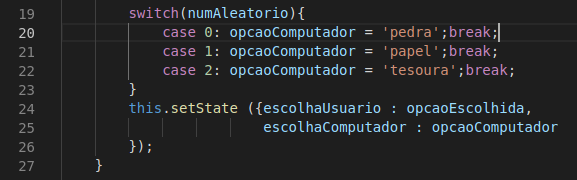 19 switch(numAleatorio){
20 case 0: opcaoComputador = 'pedra';break;
21 case 1: opcaoComputador = 'papel';break;
22 case 2: opcaoComputador = 'tesoura';break;
23 }
24 this.setState ({escolhaUsuario : opcaoEscolhida,
25 escolhaComputador : opcaoComputador
26 });
27 }